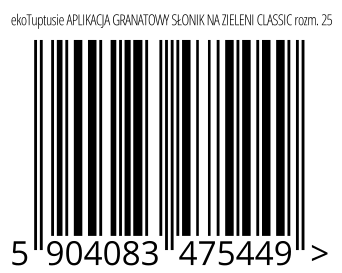 ekoTuptusie APLIKACJA GRANATOWY SŁONIK NA ZIELENI CLASSIC rozm. 25
5 904083 475449 >